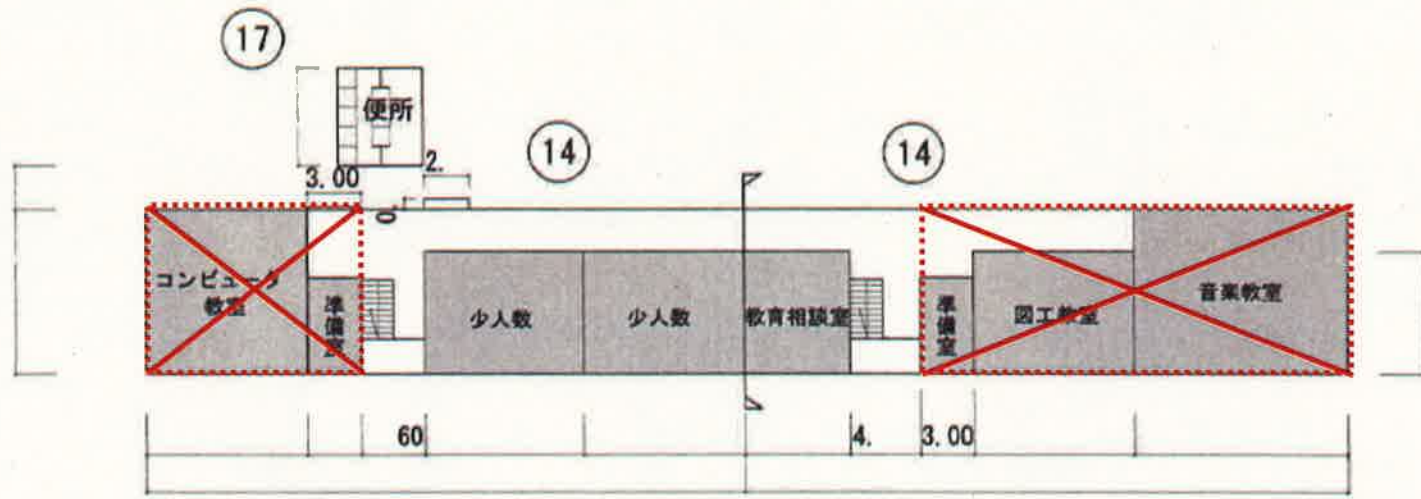 17
便所
14
14
2.
3.00
0.
コンピュータ
教室
準備室
少人数
少人数
教育相談室
準備室
図工教室
音楽教室
60
4.
3.00